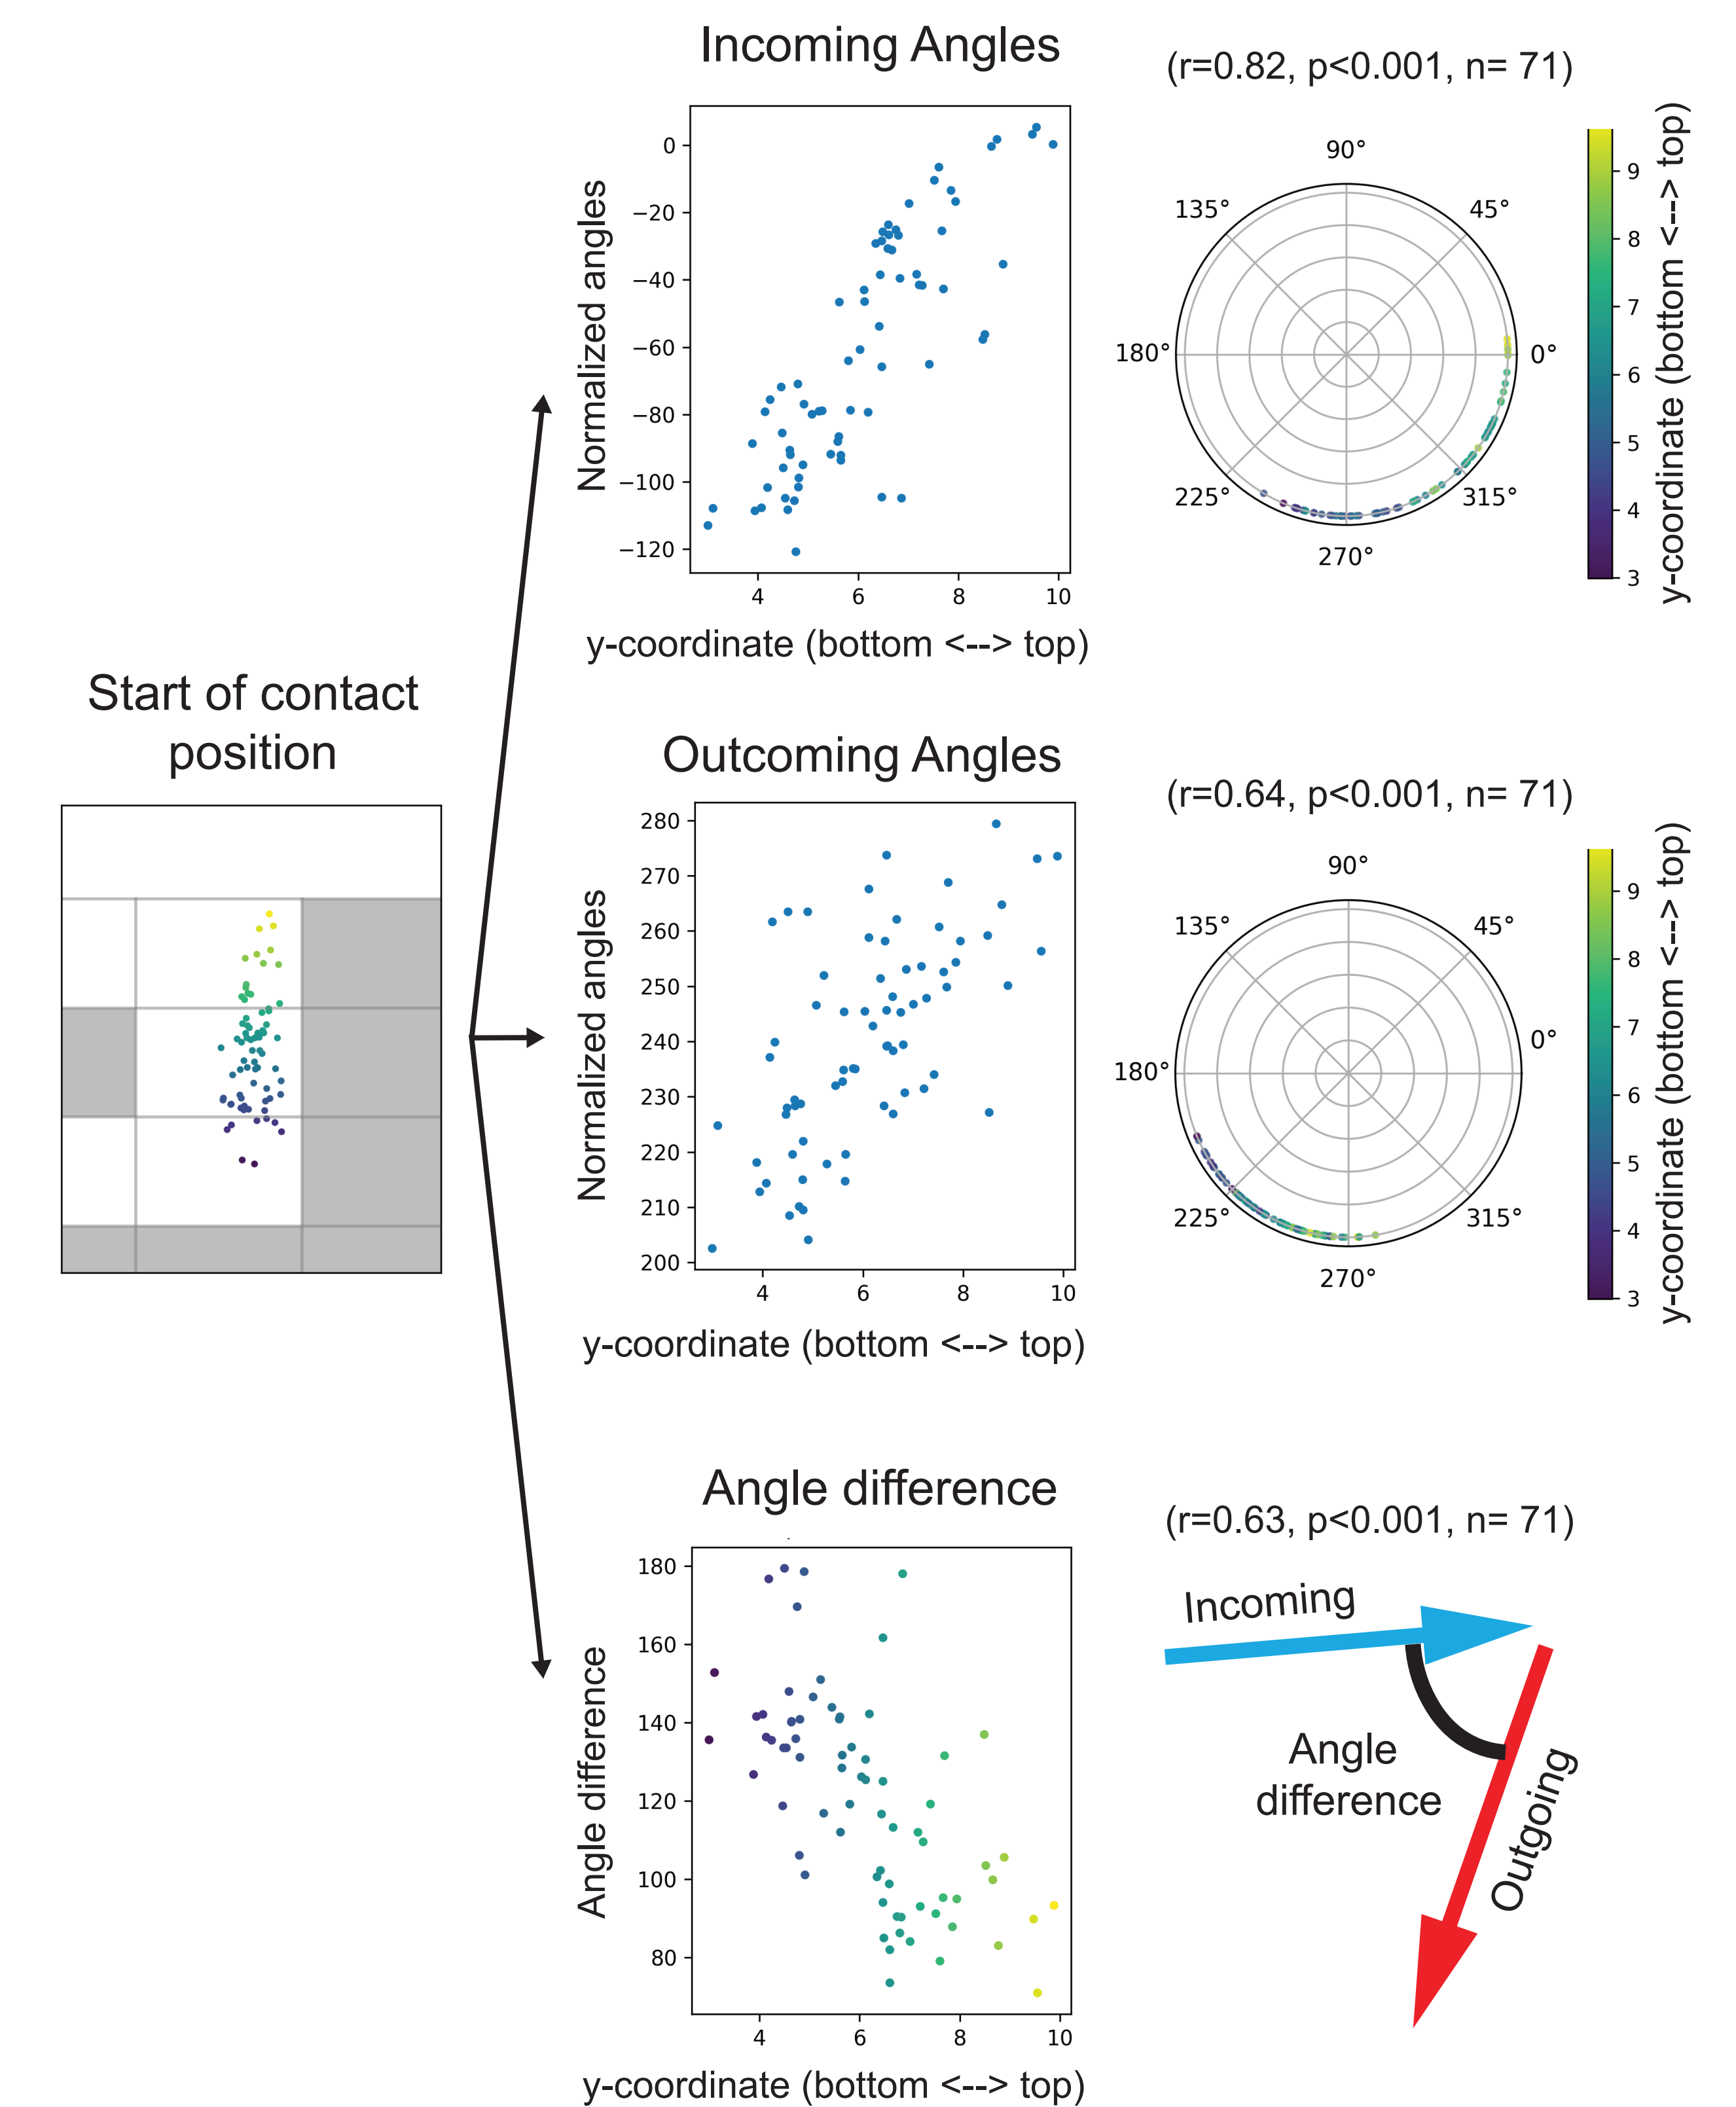 Incoming Angles
(r=0.82, p<0.001, n= 71)
Normalized angles
0
−20
−40
−60
−80
−100
−120
4 6 8 10
y-coordinate (bottom <--> top)
90°
135° 45°
180° 0°
225° 315°
270°
9
8
7
6
5
4
3
y-coordinate (bottom <--> top)
Start of contact
position
Outcoming Angles
(r=0.64, p<0.001, n= 71)
Normalized angles
280
270
260
250
240
230
220
210
200
4 6 8 10
y-coordinate (bottom <--> top)
90°
135° 45°
0°
180°
225° 315°
270°
9
8
7
6
5
4
3
y-coordinate (bottom <--> top)
Angle difference
(r=0.63, p<0.001, n= 71)
Angle difference
180
160
140
120
100
80
4 6 8 10
y-coordinate (bottom <--> top)
Incoming
Angle
difference
Outgoing